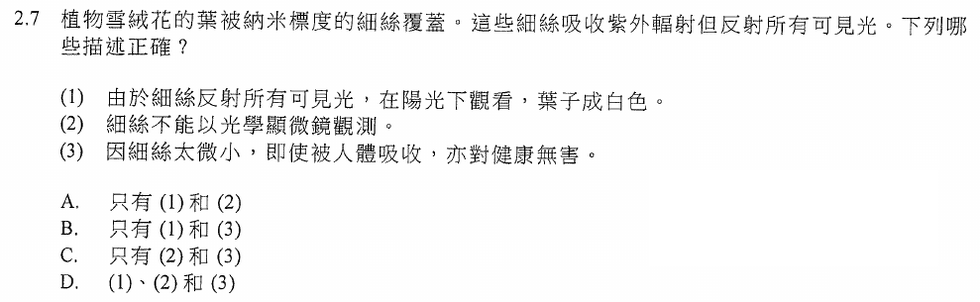 2.7 植物雪絨花的葉被納米標度的細絲覆蓋。這些細絲吸收紫外輻射但反射所有可見光。下列哪
些描述正確？
(1) 由於細絲反射所有可見光，在陽光下觀看，葉子成白色。
(2) 細絲不能以光學顯微鏡觀測。
(3) 因細絲太微小，即使被人體吸收，亦對健康無害。
A. 只有 (1) 和 (2)
B. 只有 (1) 和 (3)
C. 只有 (2) 和 (3)
D. (1)、(2) 和 (3)